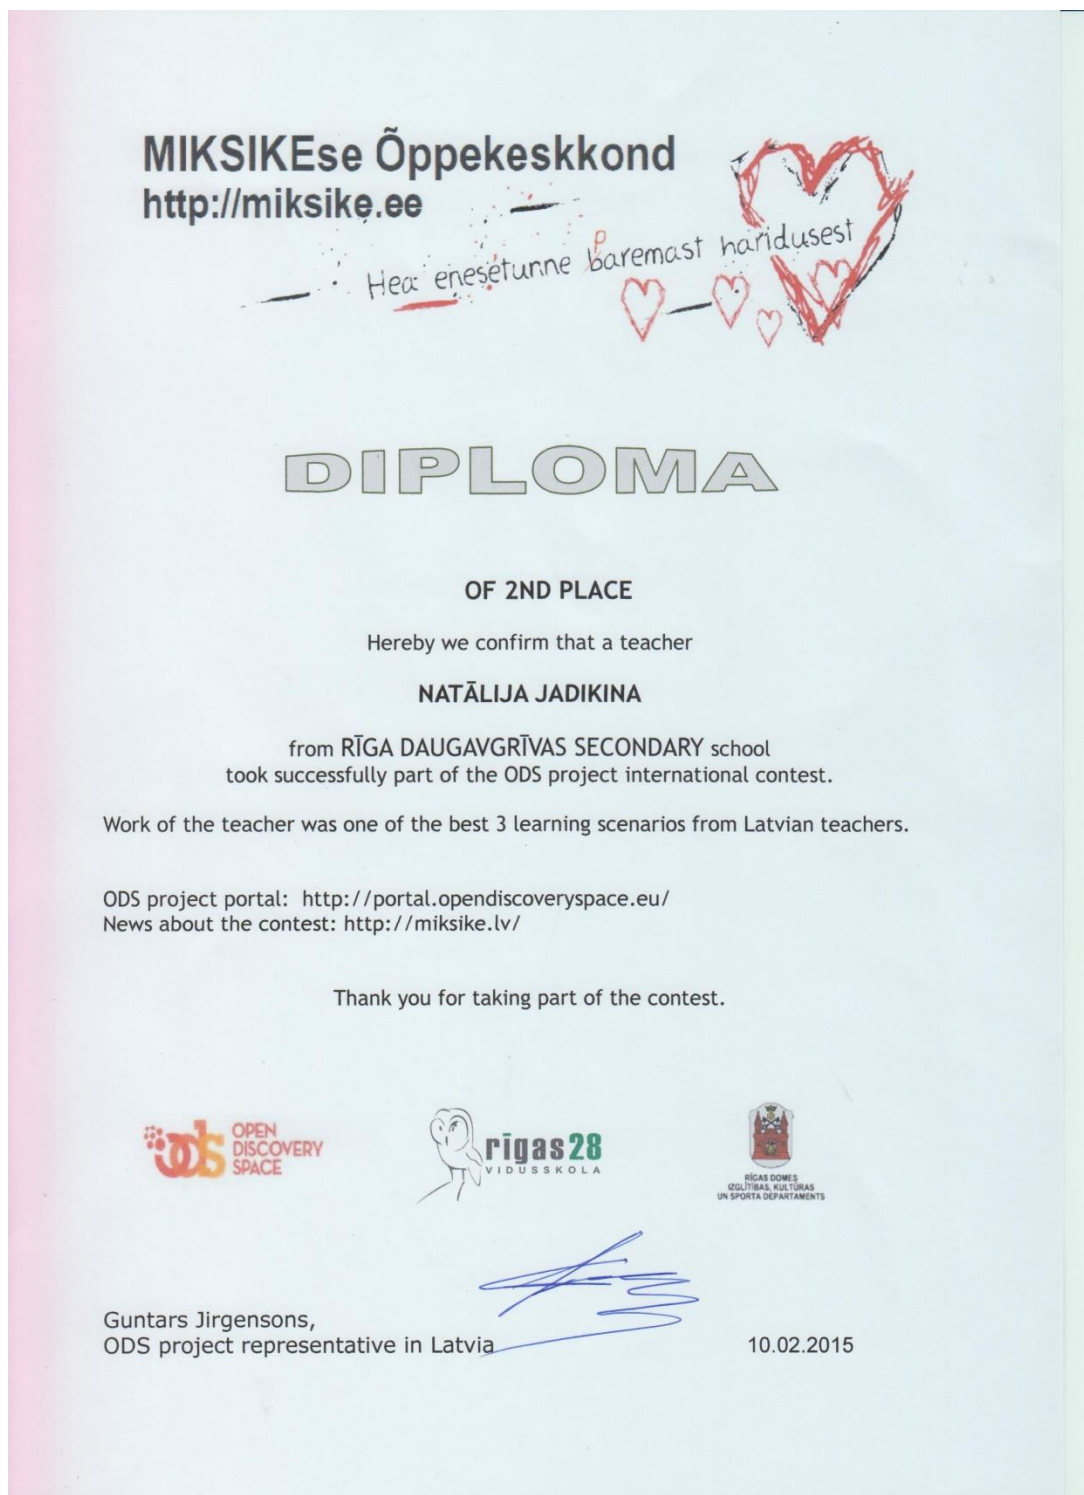 MIKSIKEse Õppekeskkond
http://miksike.ee
Hea enesetunne paremast haridusest
DIPLOMA
OF 2ND PLACE
Hereby we confirm that a teacher
NATĀLIJA JADIKINA
from RĪGA DAUGAVGRĪVAS SECONDARY school
took successfully part of the ODS project international contest.
Work of the teacher was one of the best 3 learning scenarios from Latvian teachers.
ODS project portal: http://portal.opendiscoveryspace.eu/
News about the contest: http://miksike.lv/
Thank you for taking part of the contest.
ods OPEN
DISCOVERY
SPACE
rīgas28
VIDUSSKOLA
RĪGAS DOMES
IZGLĪTĪBAS, KULTŪRAS
UN SPORTA DEPARTAMENTS
Guntars Jirgensons,
ODS project representative in Latvia
10.02.2015